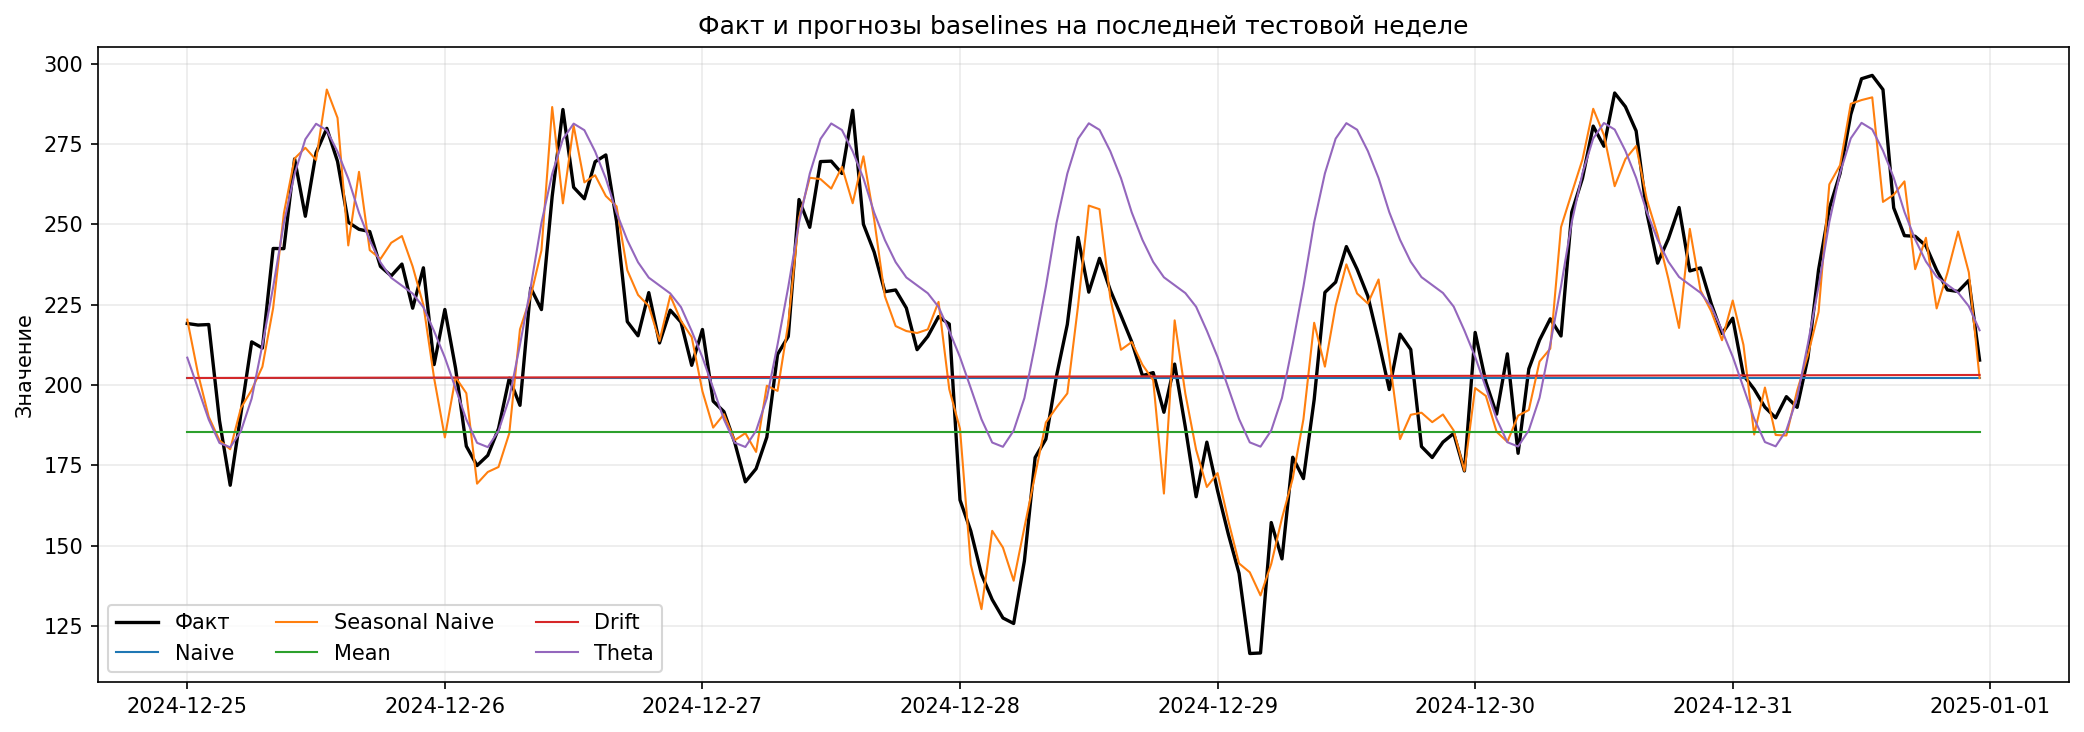 Факт и прогнозы baselines на последней тестовой неделе
Значение
300
275
250
225
200
175
150
125
Факт
Naive
Seasonal Naive
Mean
Drift
Theta
2024-12-25 2024-12-26 2024-12-27 2024-12-28 2024-12-29 2024-12-30 2024-12-31 2025-01-01